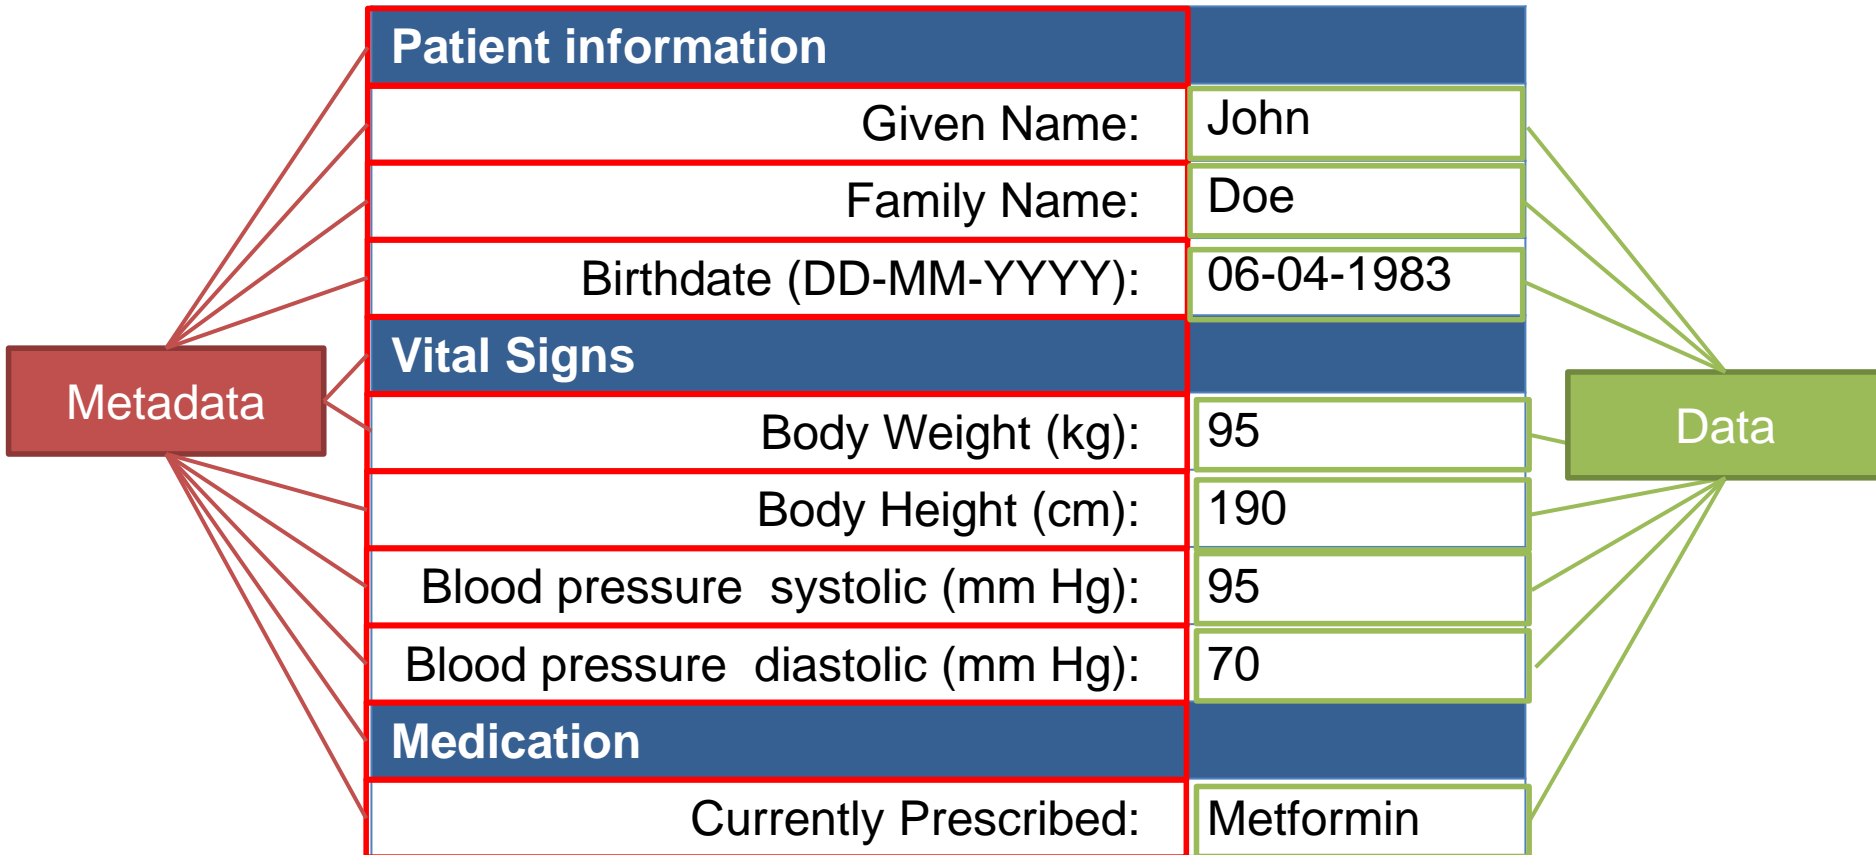 Patient information
Given Name: John
Family Name: Doe
Birthdate (DD-MM-YYYY): 06-04-1983
Vital Signs
Metadata
Body Weight (kg): 95
Data
Body Height (cm): 190
Blood pressure  systolic (mm Hg): 95
Blood pressure  diastolic (mm Hg): 70
Medication
Currently Prescribed: Metformin